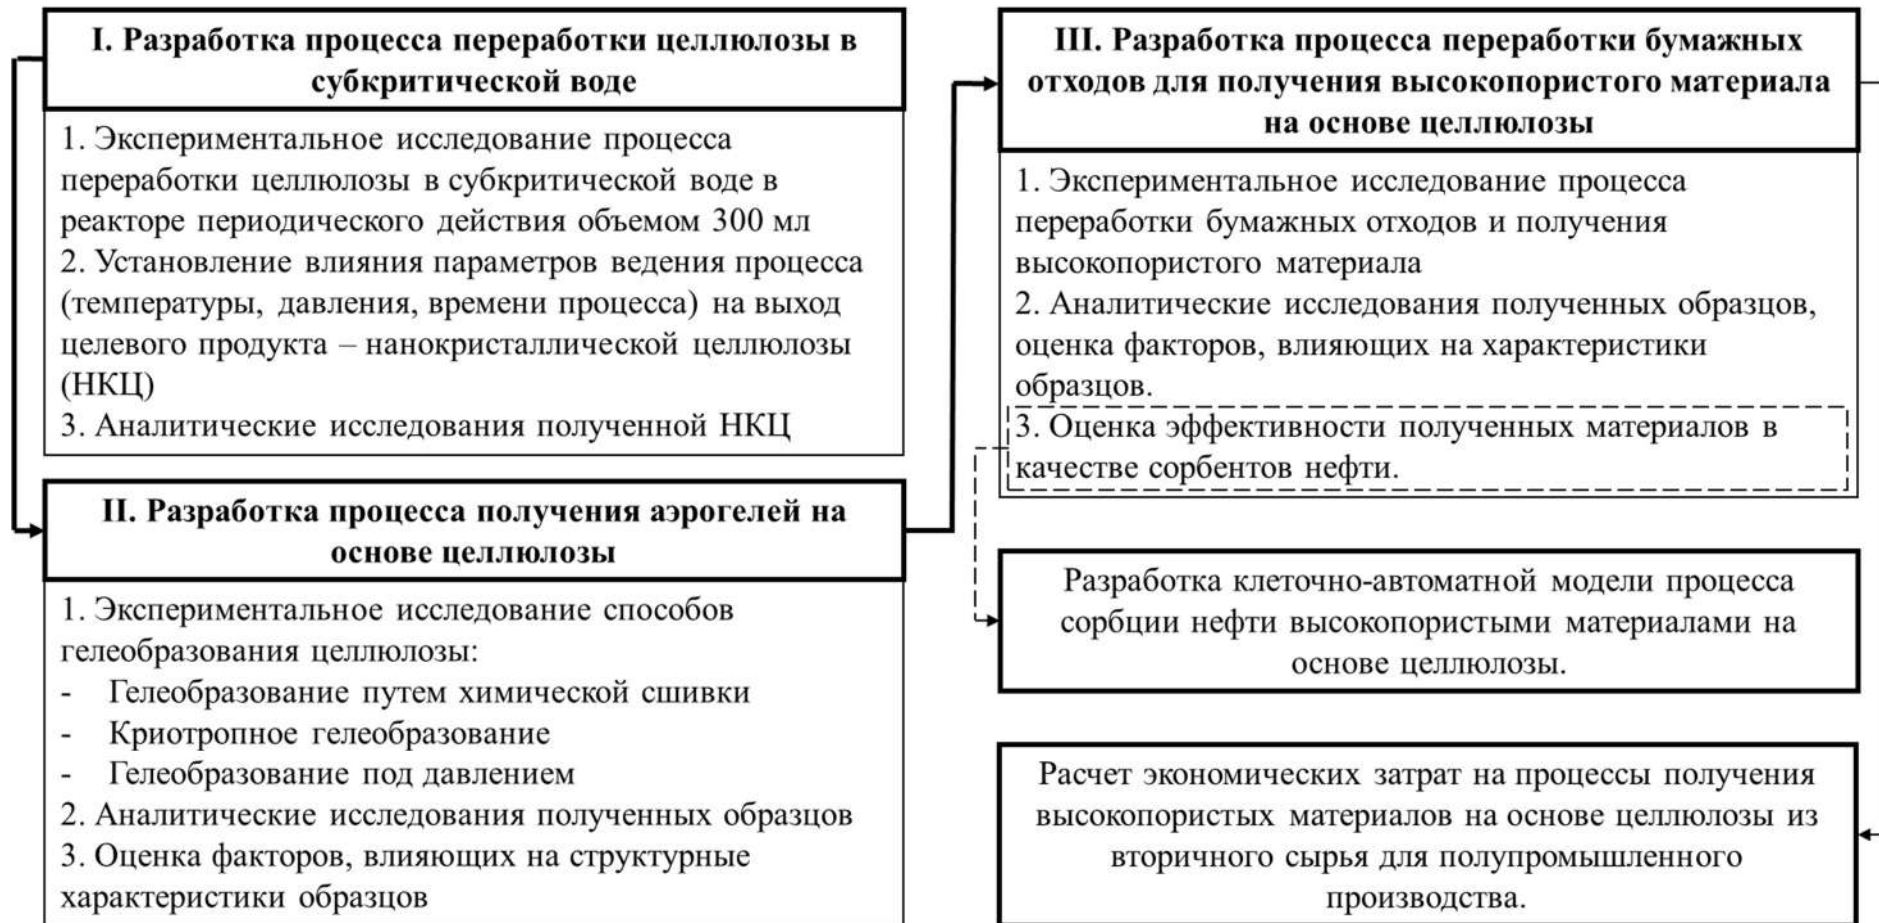 I. Разработка процесса переработки целлюлозы в
субкритической воде
1. Экспериментальное исследование процесса
переработки целлюлозы в субкритической воде в
реакторе периодического действия объемом 300 мл
2. Установление влияния параметров ведения процесса
(температуры, давления, времени процесса) на выход
целевого продукта – нанокристаллической целлюлозы
(НКЦ)
3. Аналитические исследования полученной НКЦ
II. Разработка процесса получения аэрогелей на
основе целлюлозы
1. Экспериментальное исследование способов
гелеобразования целлюлозы:
- Гелеобразование путем химической сшивки
- Криотропное гелеобразование
- Гелеобразование под давлением
2. Аналитические исследования полученных образцов
3. Оценка факторов, влияющих на структурные
характеристики образцов
III. Разработка процесса переработки бумажных
отходов для получения высокопористого материала
на основе целлюлозы
1. Экспериментальное исследование процесса
переработки бумажных отходов и получения
высокопористого материала
2. Аналитические исследования полученных образцов,
оценка факторов, влияющих на характеристики
образцов.
3. Оценка эффективности полученных материалов в
качестве сорбентов нефти.
Разработка клеточно-автоматной модели процесса
сорбции нефти высокопористыми материалами на
основе целлюлозы.
Расчет экономических затрат на процессы получения
высокопористых материалов на основе целлюлозы из
вторичного сырья для полупромышленного
производства.